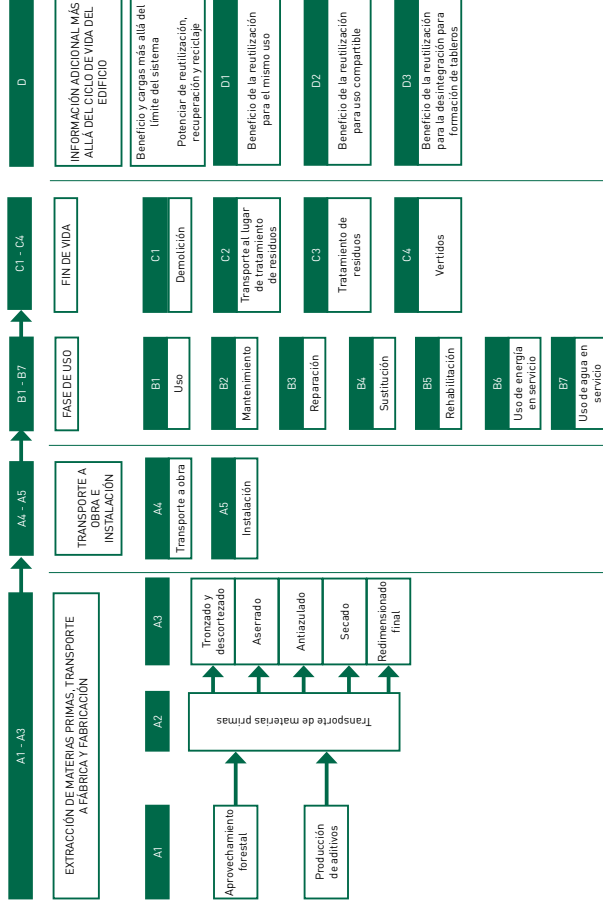 A1 - A3
A4 - A5
B1 - B7
C1 - C4
D
EXTRACCIÓN DE MATERIAS PRIMAS, TRANSPORTE
A FÁBRICA Y FABRICACIÓN
TRANSPORTE A
OBRA E
INSTALACIÓN
FASE DE USO
FIN DE VIDA
INFORMACIÓN ADICIONAL MÁS
ALLÁ DEL CICLO DE VIDA DEL
EDIFICIO
Beneficio y cargas más allá del
límite del sistema
Potenciar de reutilización,
recuperación y reciclaje
A1
Aprovechamiento
forestal
Producción
de aditivos
A2
Transporte de materias primas
A3
Tronzado y
descortezado
Aserrado
Antiazulado
Secado
Redimensionado
final
A4
Transporte a obra
A5
Instalación
B1
Uso
B2
Mantenimiento
B3
Reparación
B4
Sustitución
B5
Rehabilitación
B6
Uso de energía
en servicio
B7
Uso de agua en
servicio
C1
Demolición
C2
Transporte al lugar
de tratamiento
de residuos
C3
Tratamiento de
residuos
C4
Vertidos
D1
Beneficio de la reutilización
para el mismo uso
D2
Beneficio de la reutilización
para uso compartible
D3
Beneficio de la reutilización
para la desintegración para
formación de tableros